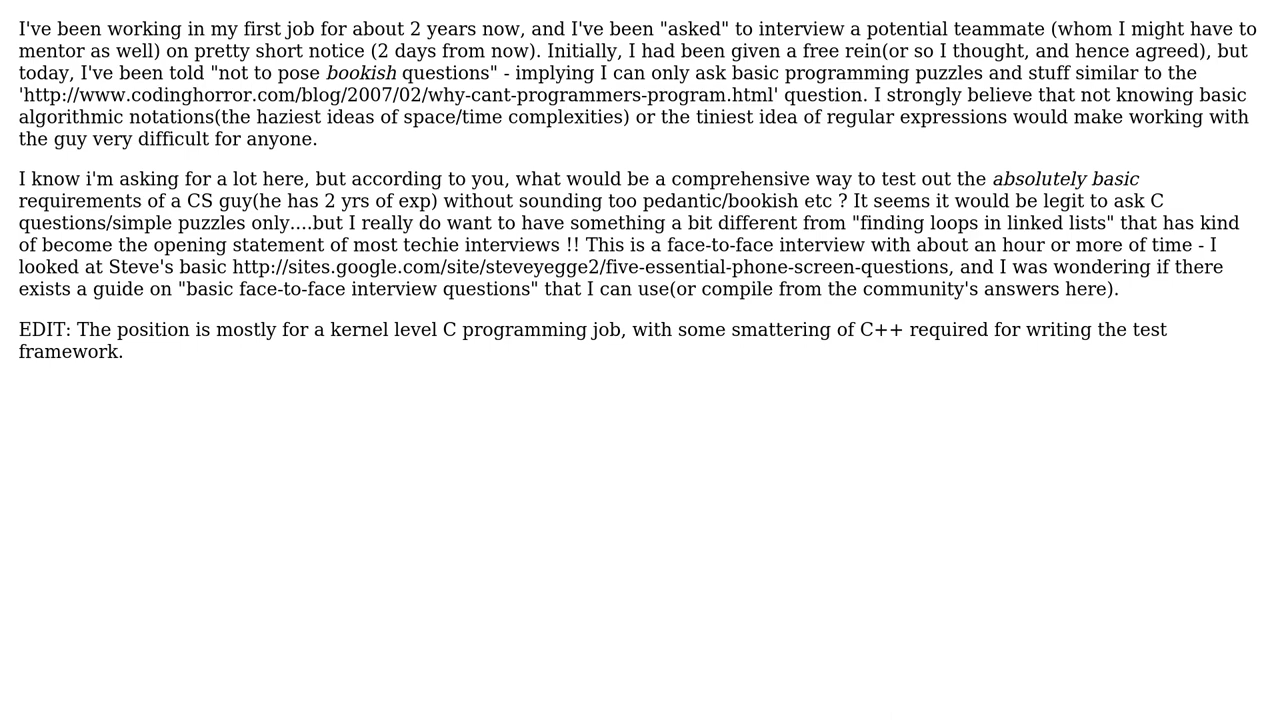 I've been working in my first job for about 2 years now, and I've been "asked" to interview a potential teammate (whom I might have to
mentor as well) on pretty short notice (2 days from now). Initially, I had been given a free rein(or so I thought, and hence agreed), but
today, I've been told "not to pose bookish questions" - implying I can only ask basic programming puzzles and stuff similar to the
'http://www.codinghorror.com/blog/2007/02/why-cant-programmers-program.html' question. I strongly believe that not knowing basic
algorithmic notations(the haziest ideas of space/time complexities) or the tiniest idea of regular expressions would make working with
the guy very difficult for anyone.
I know i'm asking for a lot here, but according to you, what would be a comprehensive way to test out the absolutely basic
requirements of a CS guy(he has 2 yrs of exp) without sounding too pedantic/bookish etc ? It seems it would be legit to ask C
questions/simple puzzles only....but I really do want to have something a bit different from "finding loops in linked lists" that has kind
of become the opening statement of most techie interviews !! This is a face-to-face interview with about an hour or more of time - I
looked at Steve's basic http://sites.google.com/site/steveyegge2/five-essential-phone-screen-questions, and I was wondering if there
exists a guide on "basic face-to-face interview questions" that I can use(or compile from the community's answers here).
EDIT: The position is mostly for a kernel level C programming job, with some smattering of C++ required for writing the test
framework.